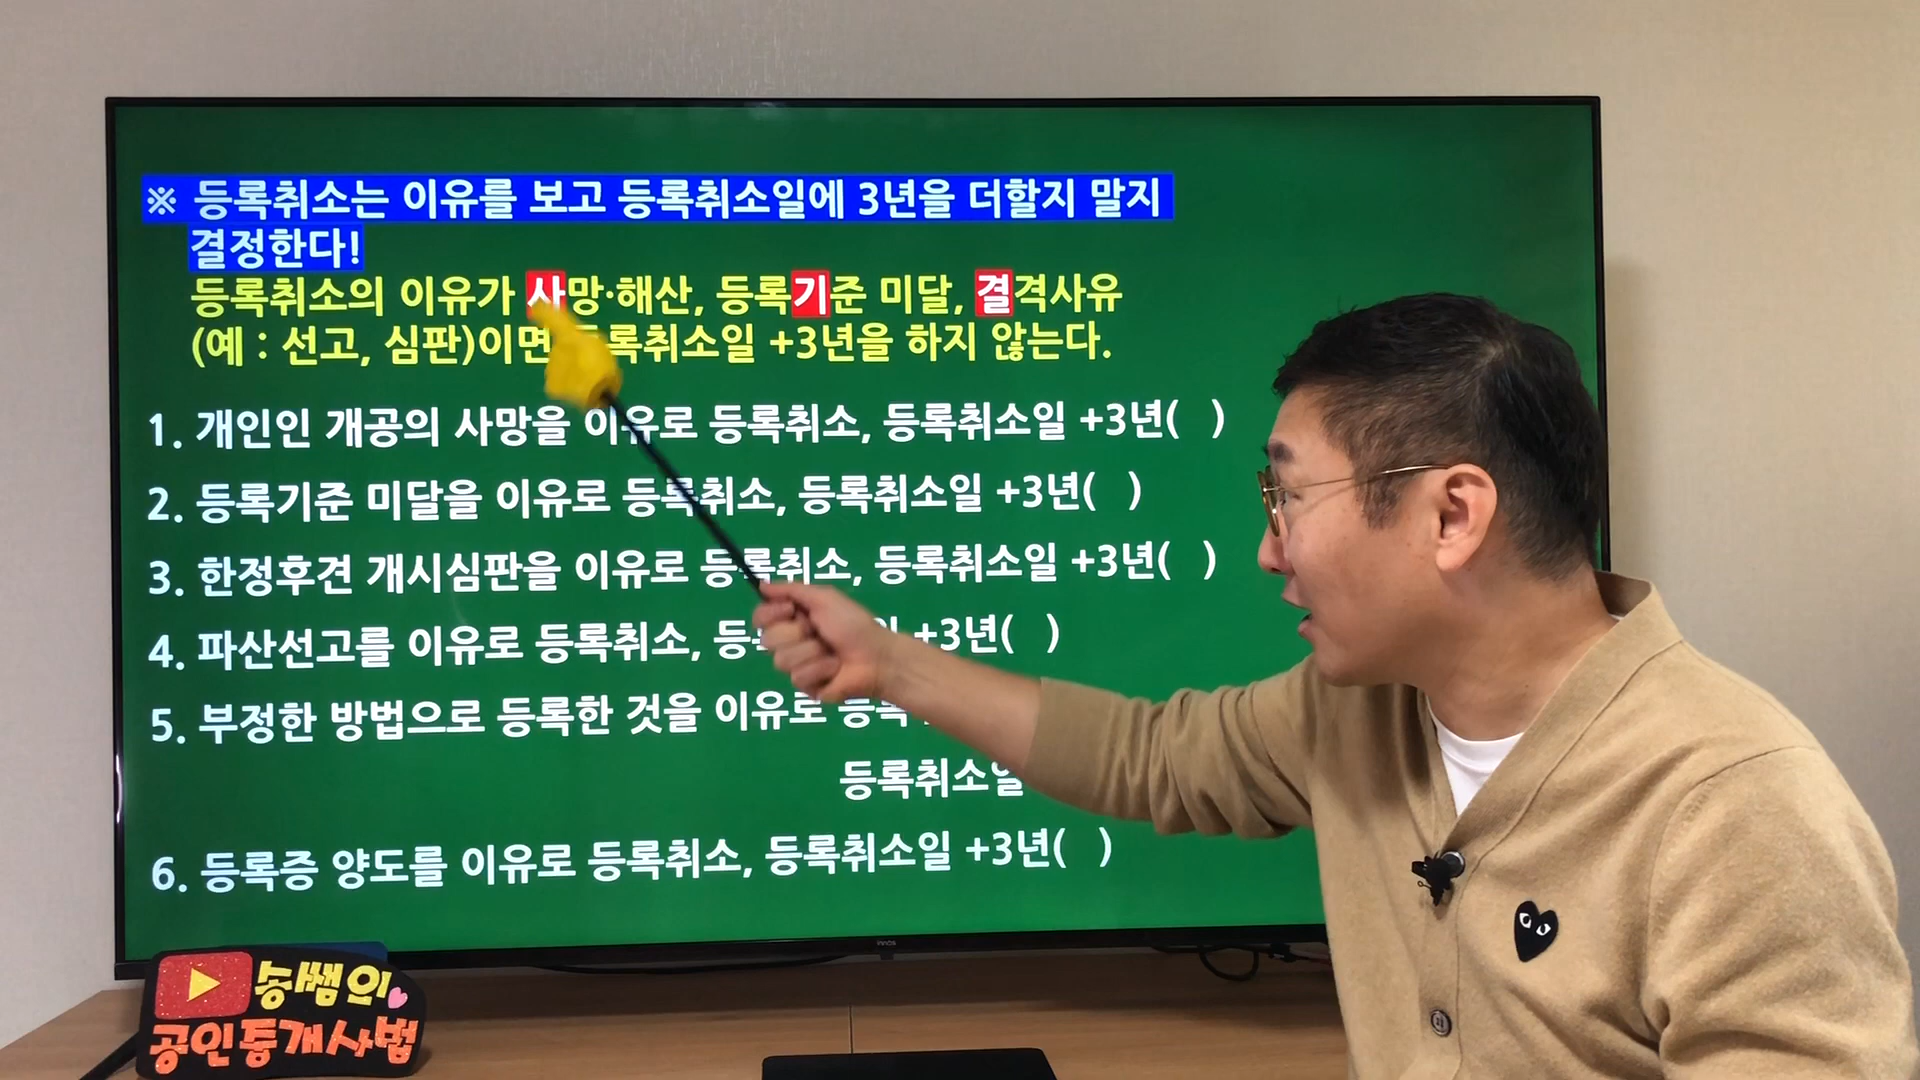 ※ 등록취소는 이유를 보고 등록취소일에 3년을 더할지 말지
결정한다!
등록취소의 이유가 사망·해산, 등록기준 미달, 결격사유
(예 : 선고, 심판)이면 등록취소일 +3년을 하지 않는다.
1. 개인인 개공의 사망을 이유로 등록취소, 등록취소일 +3년( )
2. 등록기준 미달을 이유로 등록취소, 등록취소일 +3년( )
3. 한정후견 개시심판을 이유로 등록취소, 등록취소일 +3년( )
4. 파산선고를 이유로 등록취소, +3년( )
5. 부정한 방법으로 등록한 것을 이유로
등록취소일
6. 등록증 양도를 이유로 등록취소, 등록취소일 +3년( )
송쌤의
공인중개사법